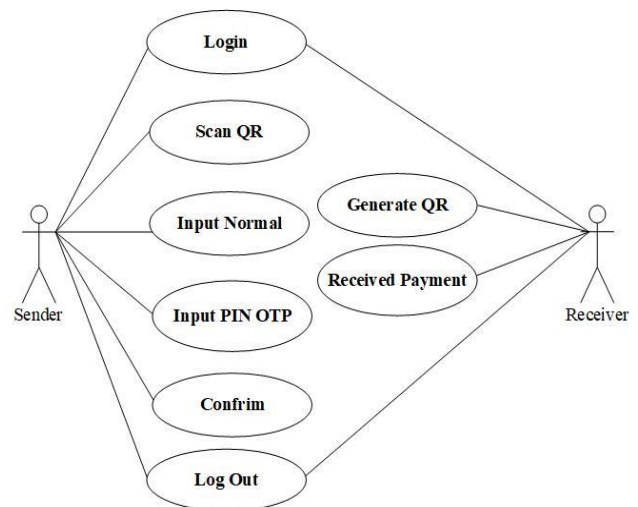 Login
Scan QR
Generate QR
Input Normal
Received Payment
Sender
Input PIN OTP
Receiver
Confrim
Log Out